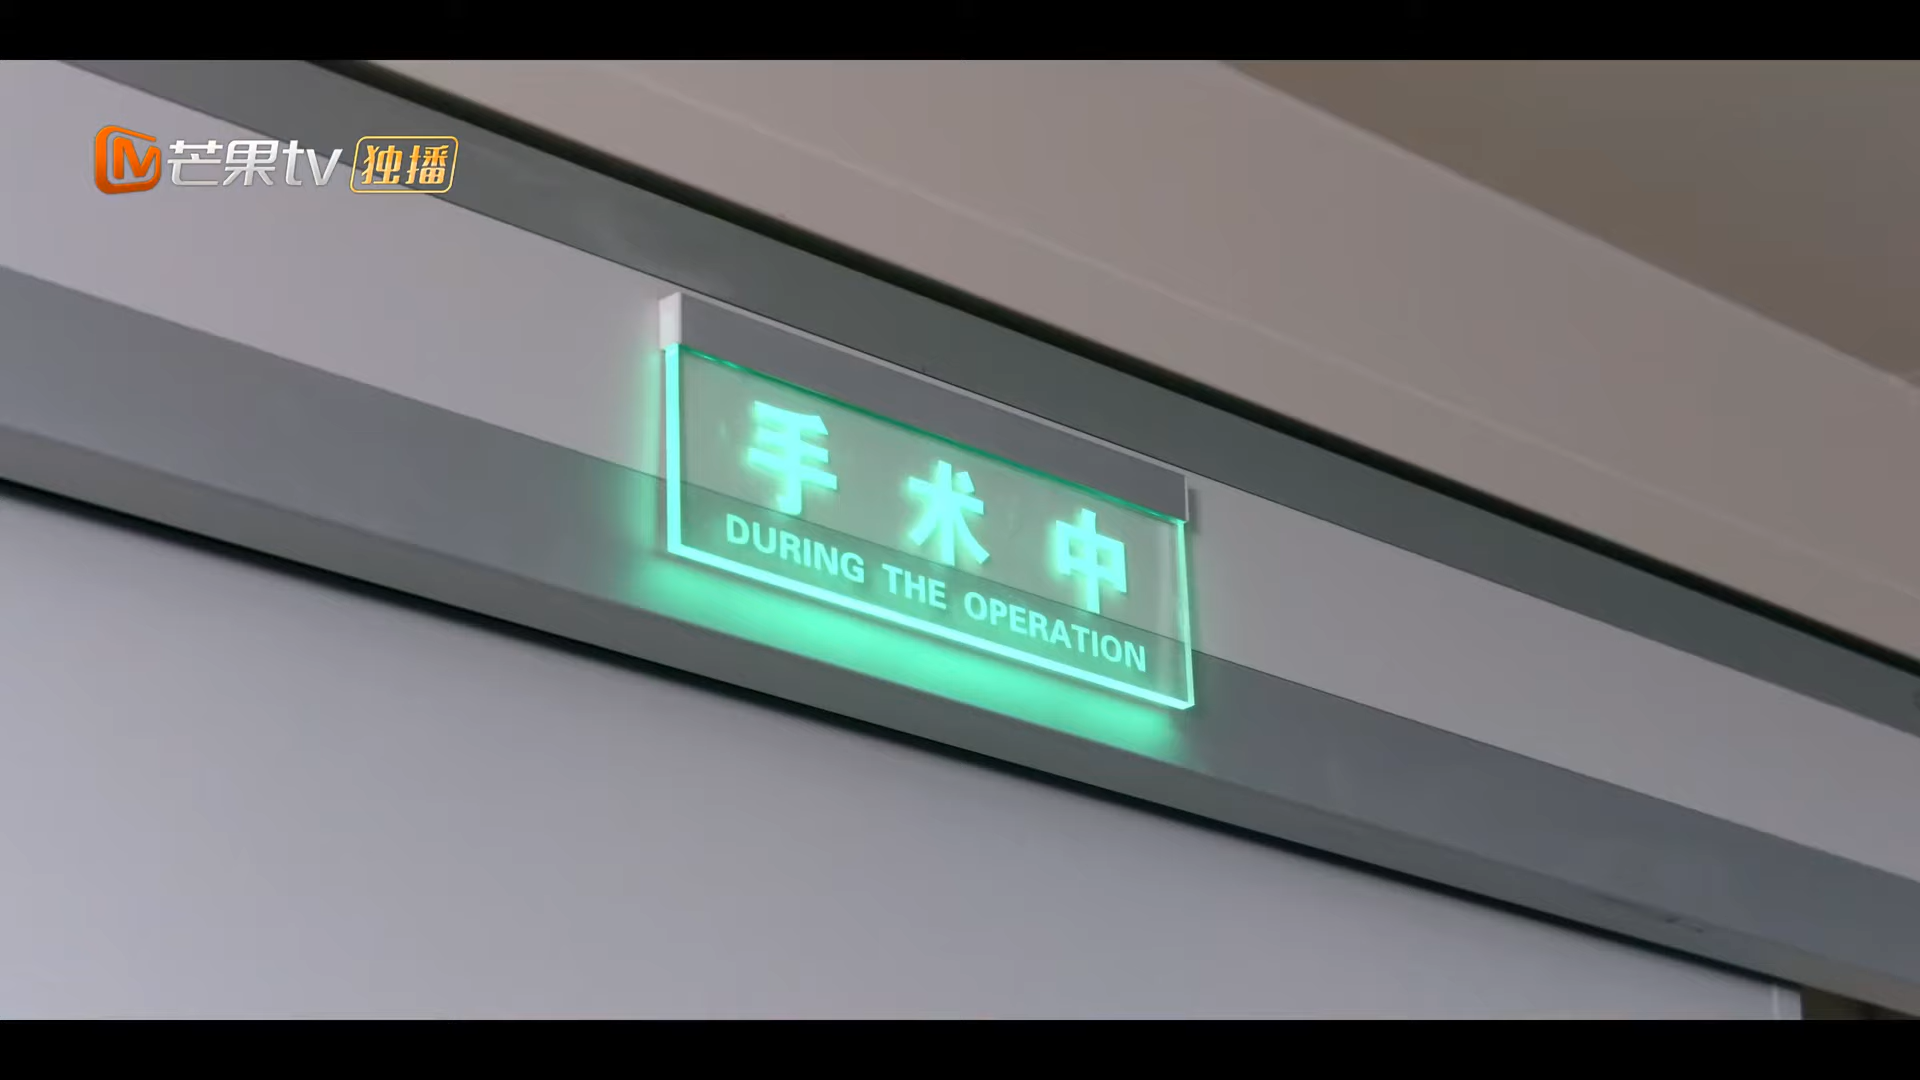 芒果tv 独播
手术中
DURING THE OPERATION